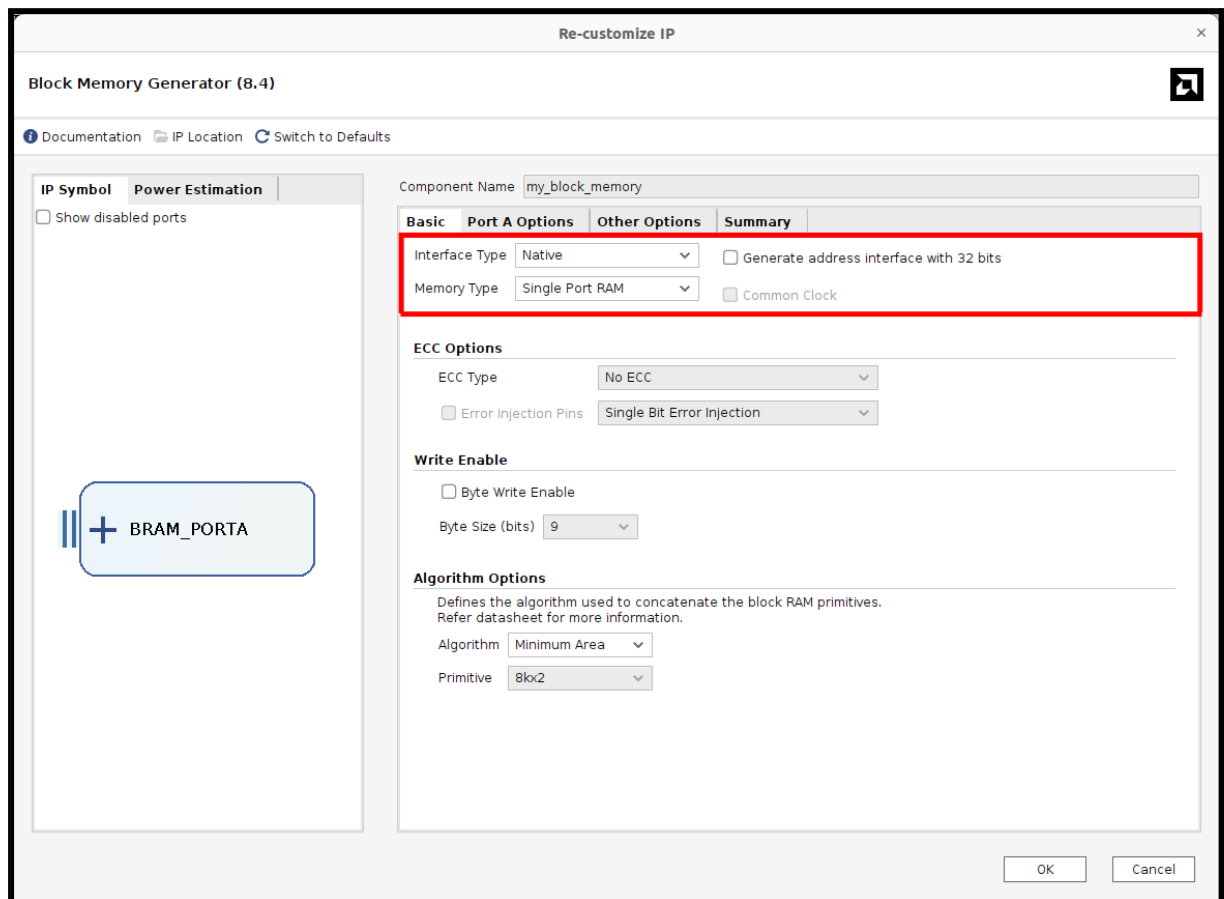 Re-customize IP
Block Memory Generator (8.4)
Documentation IP Location Switch to Defaults
IP Symbol Power Estimation
Show disabled ports
BRAM_PORTA
Component Name my_block_memory
Basic Port A Options Other Options Summary
Interface Type Native Generate address interface with 32 bits
Memory Type Single Port RAM Common Clock
ECC Options
ECC Type No ECC
Error Injection Pins Single Bit Error Injection
Write Enable
Byte Write Enable
Byte Size (bits) 9
Algorithm Options
Defines the algorithm used to concatenate the block RAM primitives.
Refer datasheet for more information.
Algorithm Minimum Area
Primitive 8kx2
OK Cancel